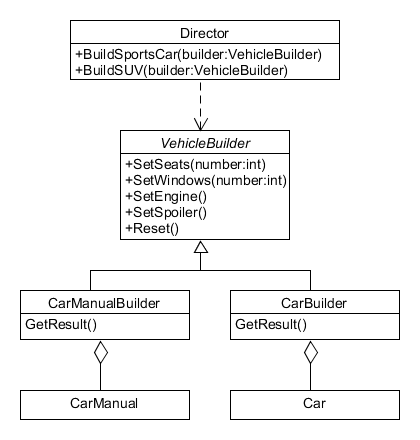 Director
+BuildSportsCar(builder:VehicleBuilder)
+BuildSUV(builder:VehicleBuilder)
VehicleBuilder
+SetSeats(number:int)
+SetWindows(number:int)
+SetEngine()
+SetSpoiler()
+Reset()
CarManualBuilder
GetResult()
CarBuilder
GetResult()
CarManual
Car